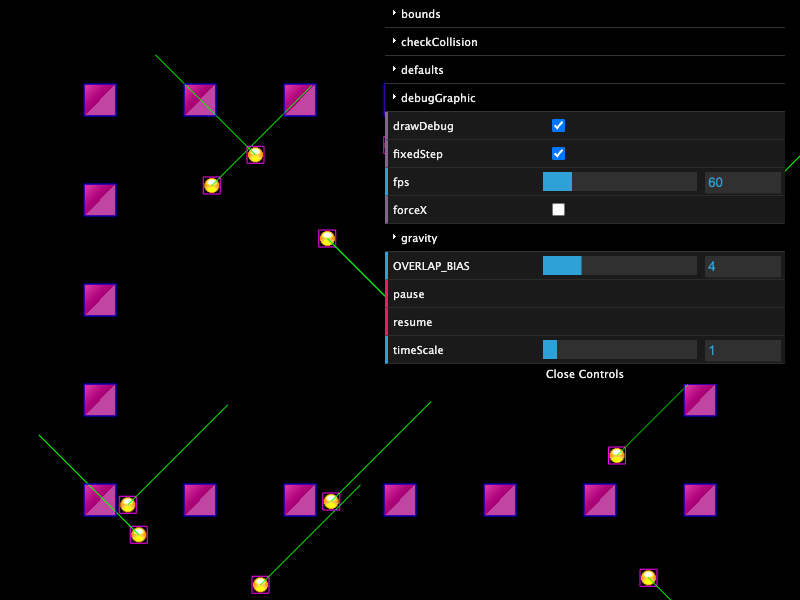 bounds
checkCollision
defaults
debugGraphic
drawDebug
fixedStep
fps 60
forceX
gravity
OVERLAP_BIAS 4
pause
resume
timeScale 1
Close Controls